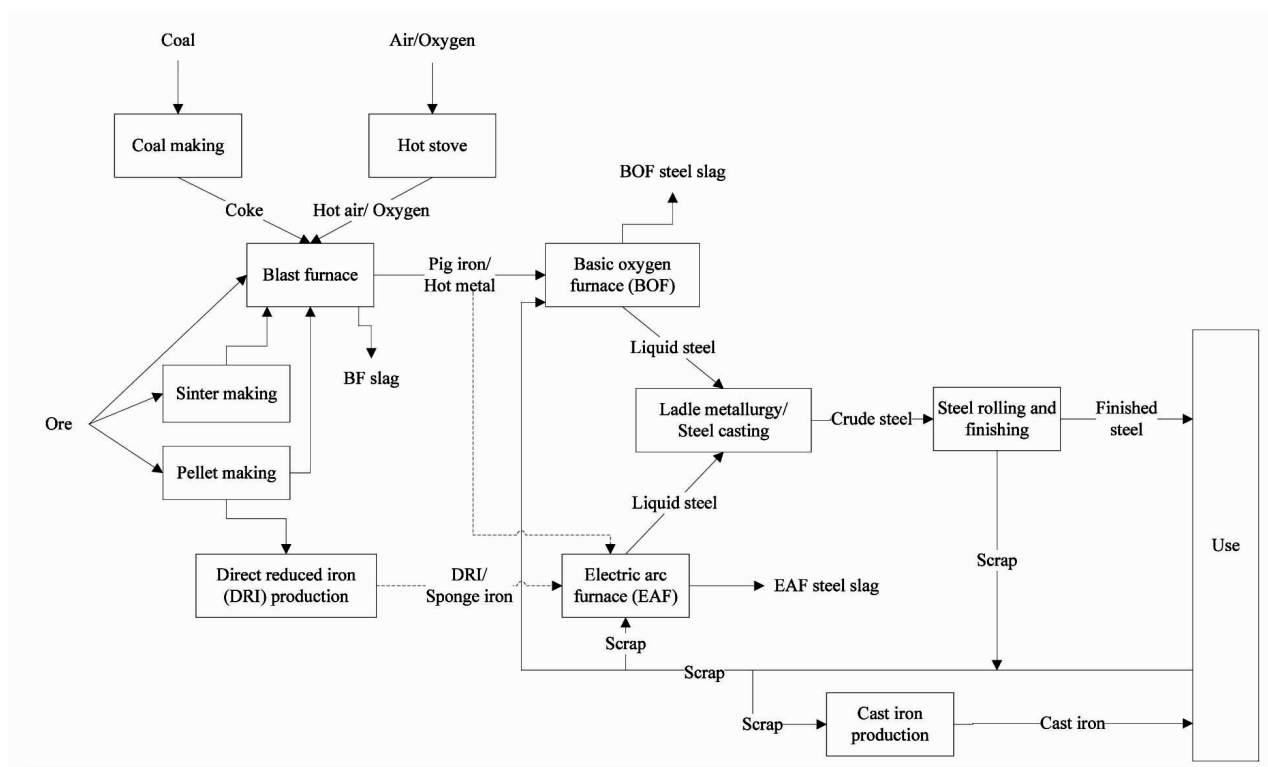 Coal
Air/Oxygen
Coal making
Hot stove
BOF steel slag
Coke
Hot air/ Oxygen
Blast furnace
Pig iron/
Hot metal
Basic oxygen
furnace (BOF)
Liquid steel
BF slag
Sinter making
Ore
Ladle metallurgy/
Steel casting
Crude steel
Steel rolling and
finishing
Finished
steel
Pellet making
Liquid steel
Use
Scrap
Direct reduced iron
(DRI) production
DRI/
Sponge iron
Electric arc
furnace (EAF)
EAF steel slag
Scrap
Scrap
Scrap
Cast iron
production
Cast iron